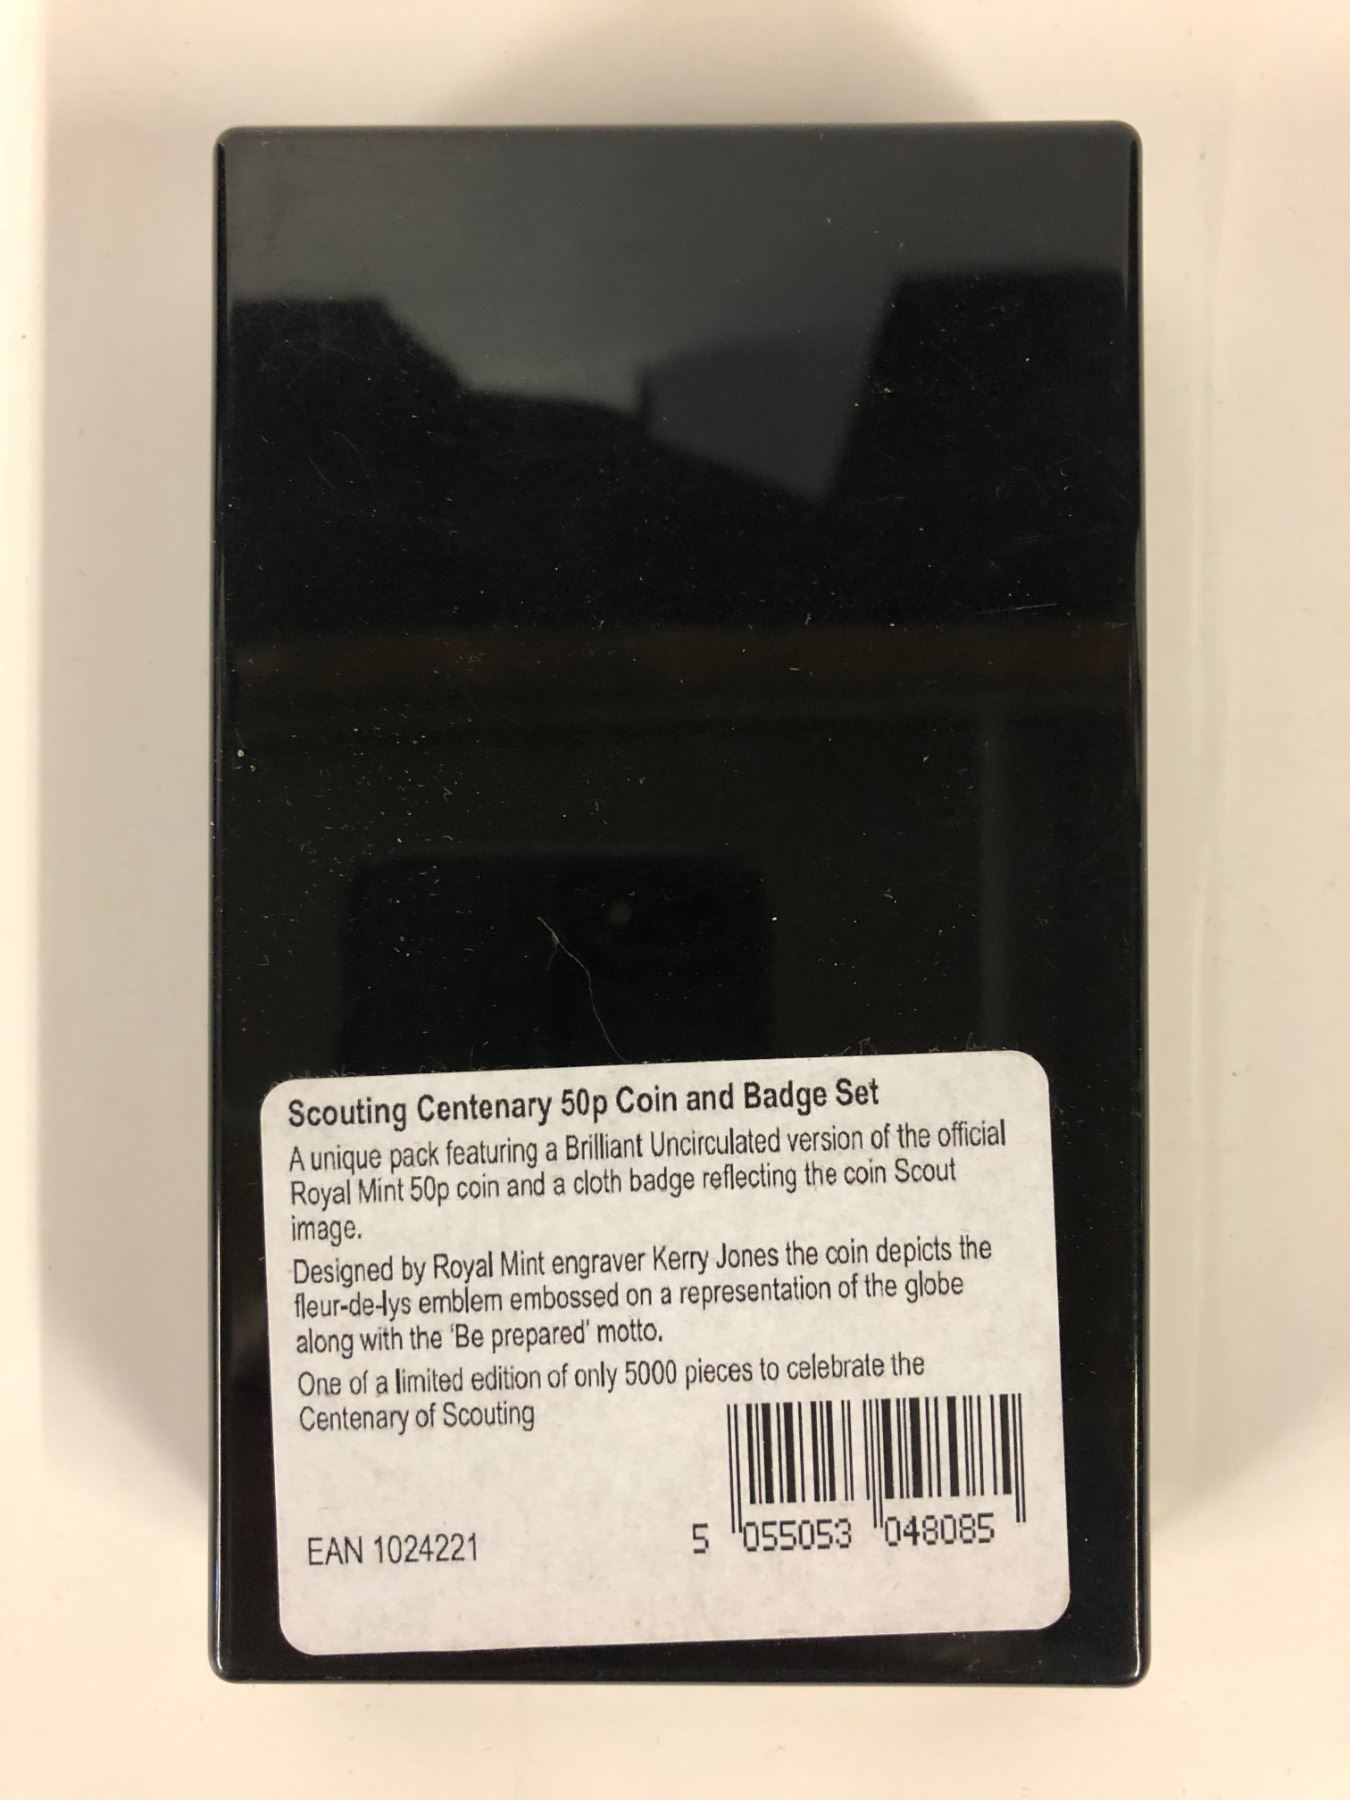 Scouting Centenary 50p Coin and Badge Set
A unique pack featuring a Brilliant Uncirculated version of the official
Royal Mint 50p coin and a cloth badge reflecting the coin Scout
image.
Designed by Royal Mint engraver Kerry Jones the coin depicts the
fleur-de-lys emblem embossed on a representation of the globe
along with the 'Be prepared' motto.
One of a limited edition of only 5000 pieces to celebrate the
Centenary of Scouting
EAN 1024221
5 055053 048085